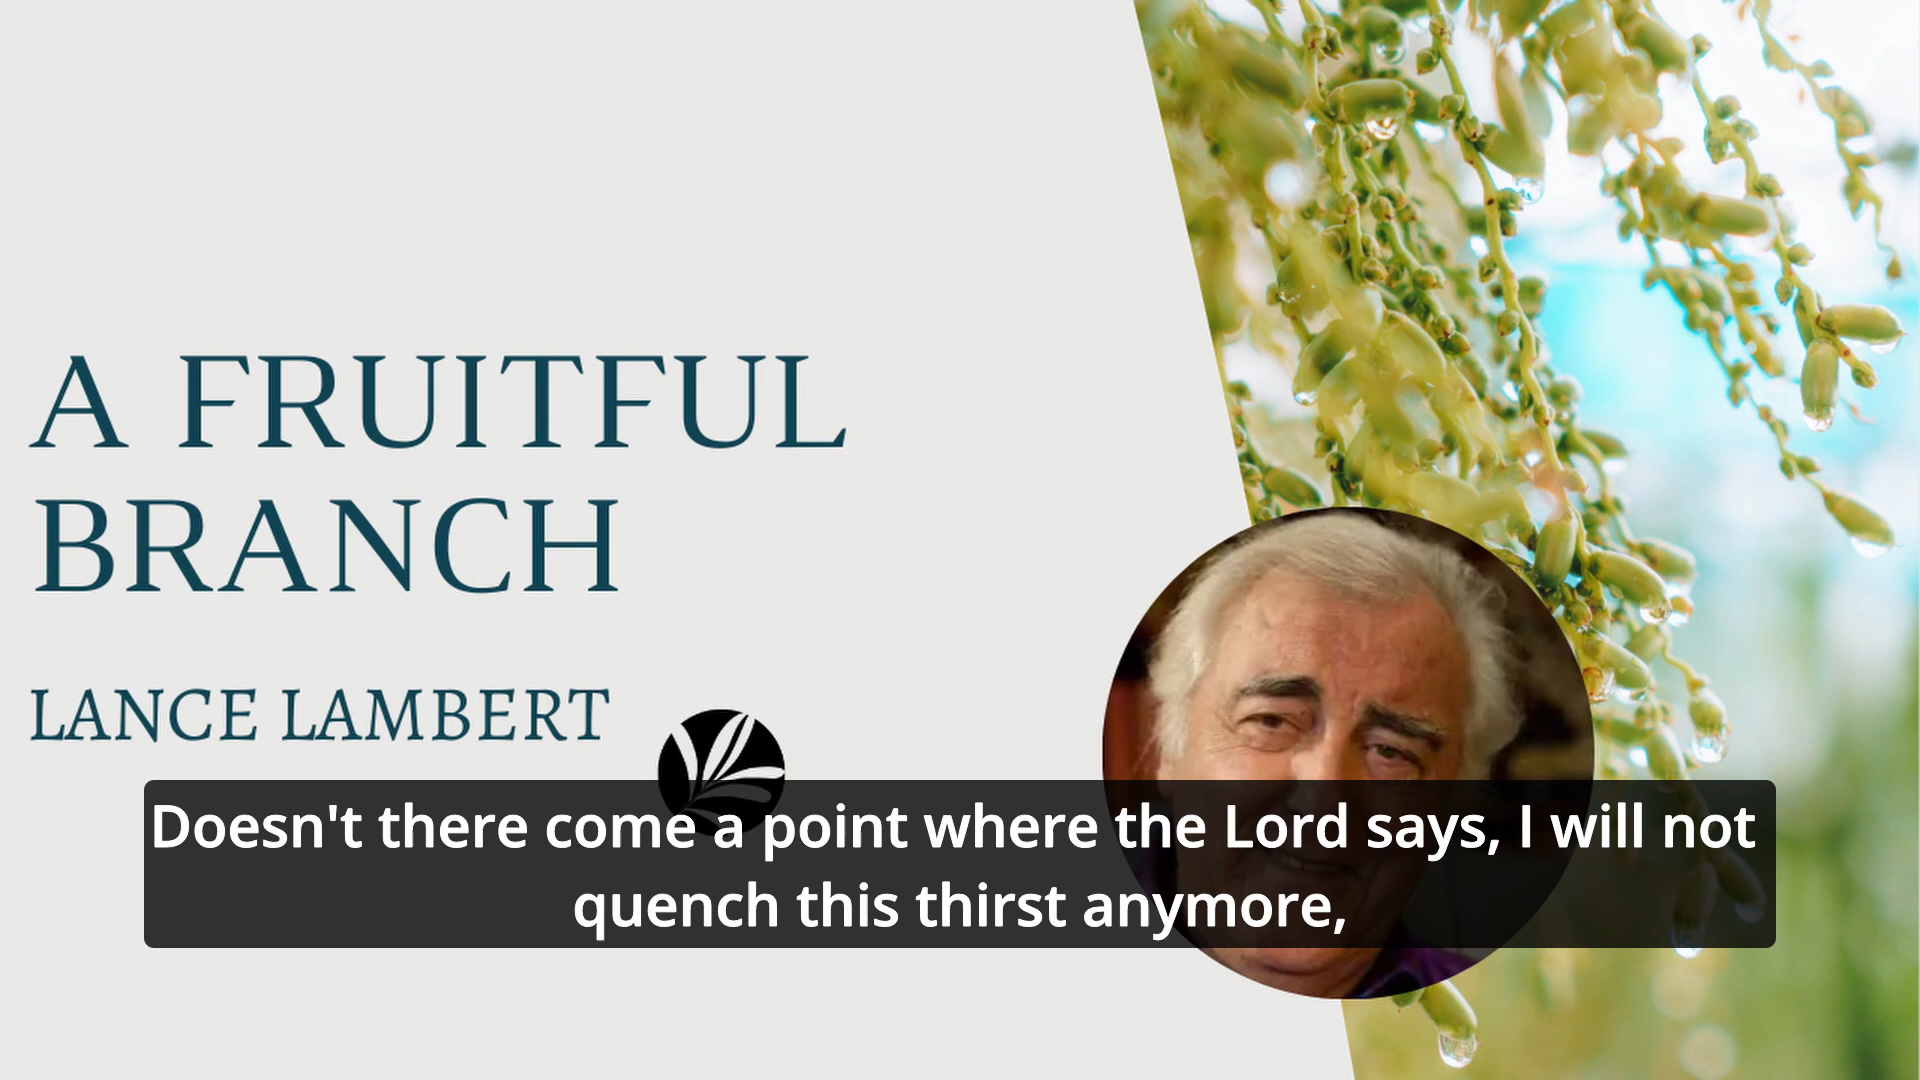 A FRUITFUL
BRANCH
LANCE LAMBERT
Doesn't there come a point where the Lord says, I will not
quench this thirst anymore,